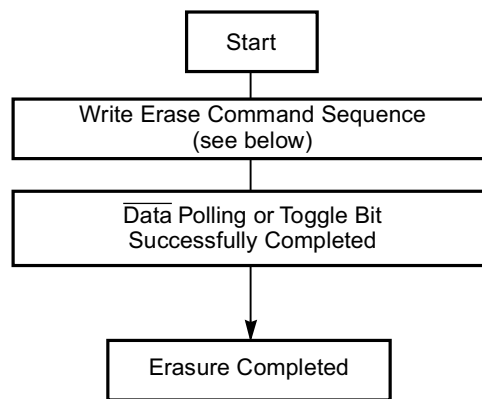 Start
Write Erase Command Sequence
(see below)
Data Polling or Toggle Bit
Successfully Completed
Erasure Completed